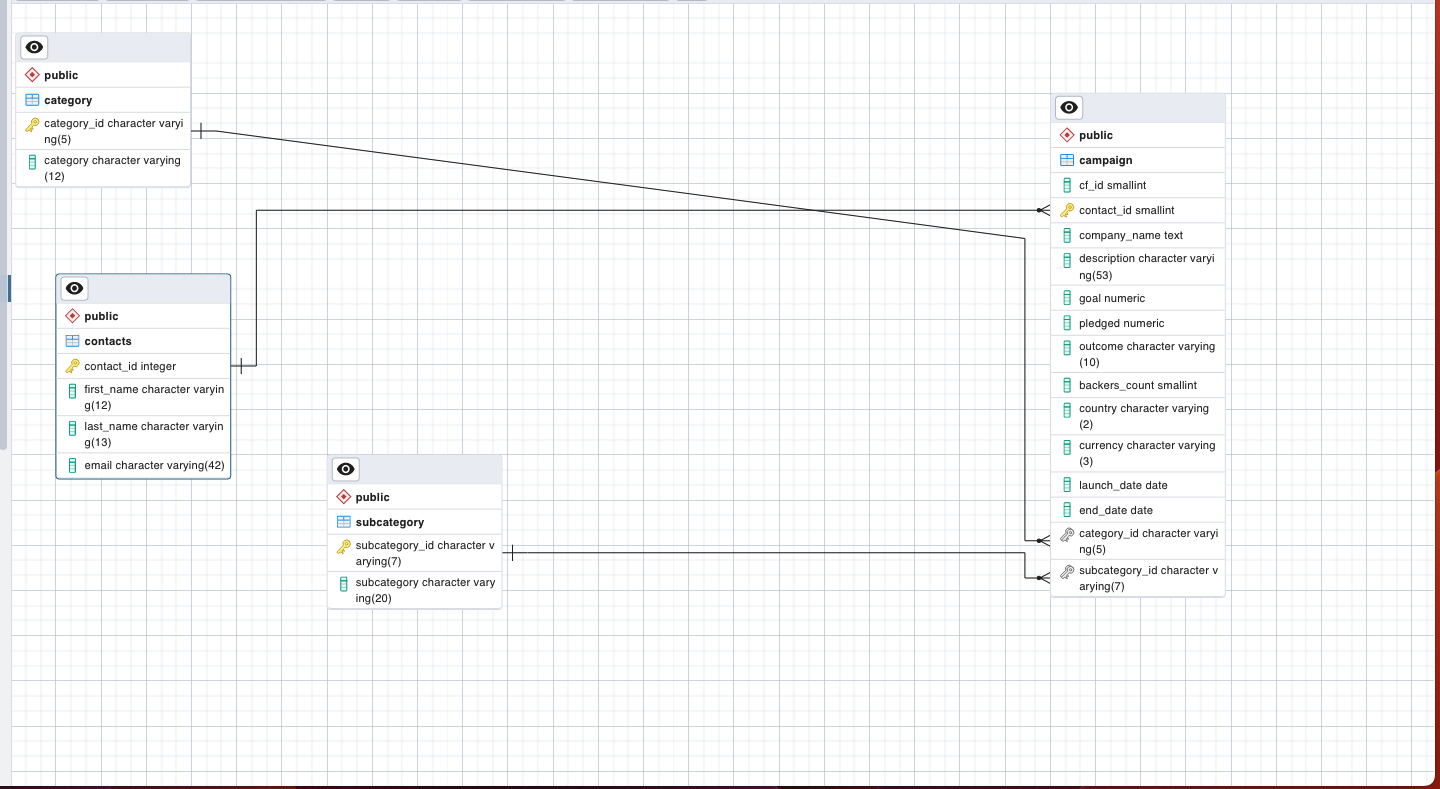 public
category
category_id character varyi
ng(5)
category character varying
(12)
public
contacts
contact_id integer
first_name character varyin
g(12)
last_name character varyin
g(13)
email character varying(42)
public
subcategory
subcategory_id character v
arying(7)
subcategory character vary
ing(20)
public
campaign
cf_id smallint
contact_id smallint
company_name text
description character varyi
ng(53)
goal numeric
pledged numeric
outcome character varying
(10)
backers_count smallint
country character varying
(2)
currency character varying
(3)
launch_date date
end_date date
category_id character varyi
ng(5)
subcategory_id character v
arying(7)